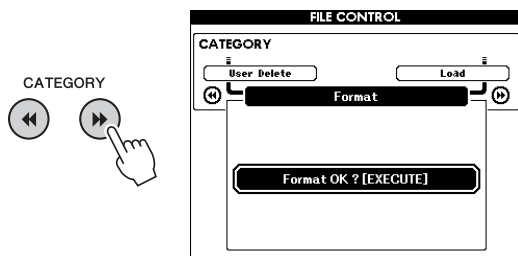 FILE CONTROL
CATEGORY
User Delete
Load
Format
CATEGORY
Format OK ? [EXECUTE]